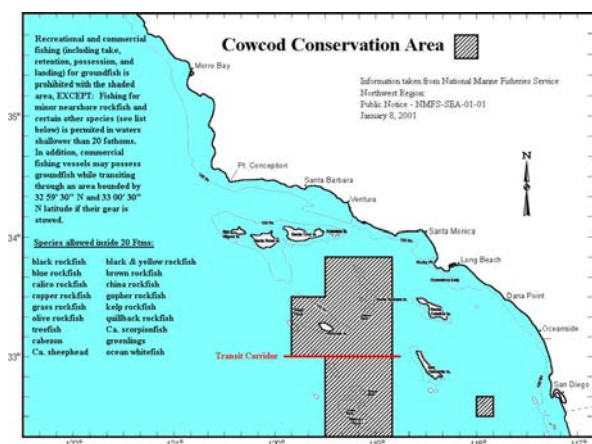 Cowcod Conservation Area
Recreational and commercial
fishing (including take,
retention, possession, and
landing) for groundfish is
prohibited with the shaded
area, EXCEPT: Fishing for
minor nearshore rockfish and
certain other species (see list
below) is permitted in waters
shallower than 20 fathoms.
In addition, commercial
fishing vessels may possess
groundfish while transiting
through an area bounded by
32 59' 30" N and 33 00' 30"
N latitude if their gear is
stowed.
Species allowed inside 20 Ftms:
black rockfish black & yellow rockfish
blue rockfish brown rockfish
calico rockfish china rockfish
copper rockfish gopher rockfish
grass rockfish kelp rockfish
olive rockfish quillback rockfish
treefish Ca. scorpionfish
cabezon greenlings
Ca. sheephead ocean whitefish
Information taken from National Marine Fisheries Service
Northwest Region:
Public Notice - NMFS-SEA-01-01
January 8, 2001
Morro Bay
35°
Pt. Conception
Santa Barbara
Ventura
N
34°
Santa Monica
Long Beach
Dana Point
Oceanside
33°
Transit Corridor
San Diego